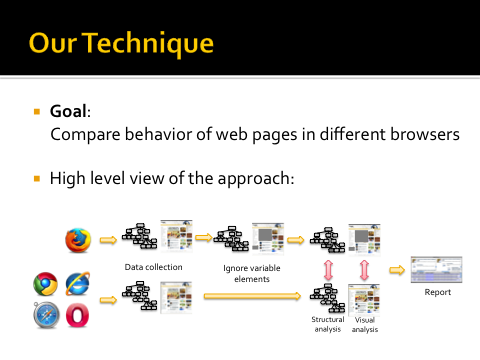 Our Technique
Goal:
Compare behavior of web pages in different browsers
High level view of the approach:
Data collection
Ignore variable
elements
Report
Structural
analysis
Visual
analysis